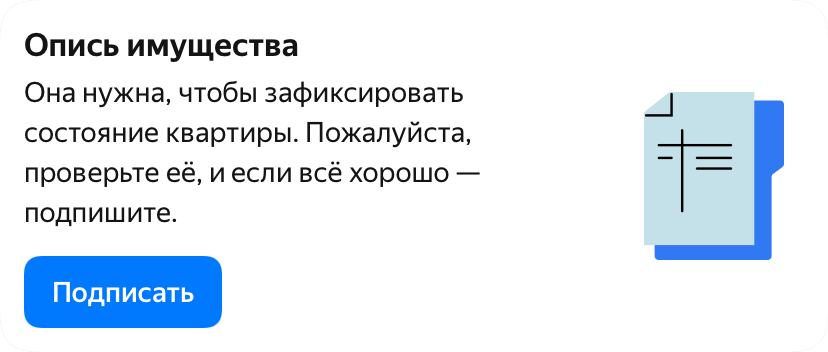 Опись имущества
Она нужна, чтобы зафиксировать
состояние квартиры. Пожалуйста,
проверьте её, и если всё хорошо —
подпишите.
Подписать